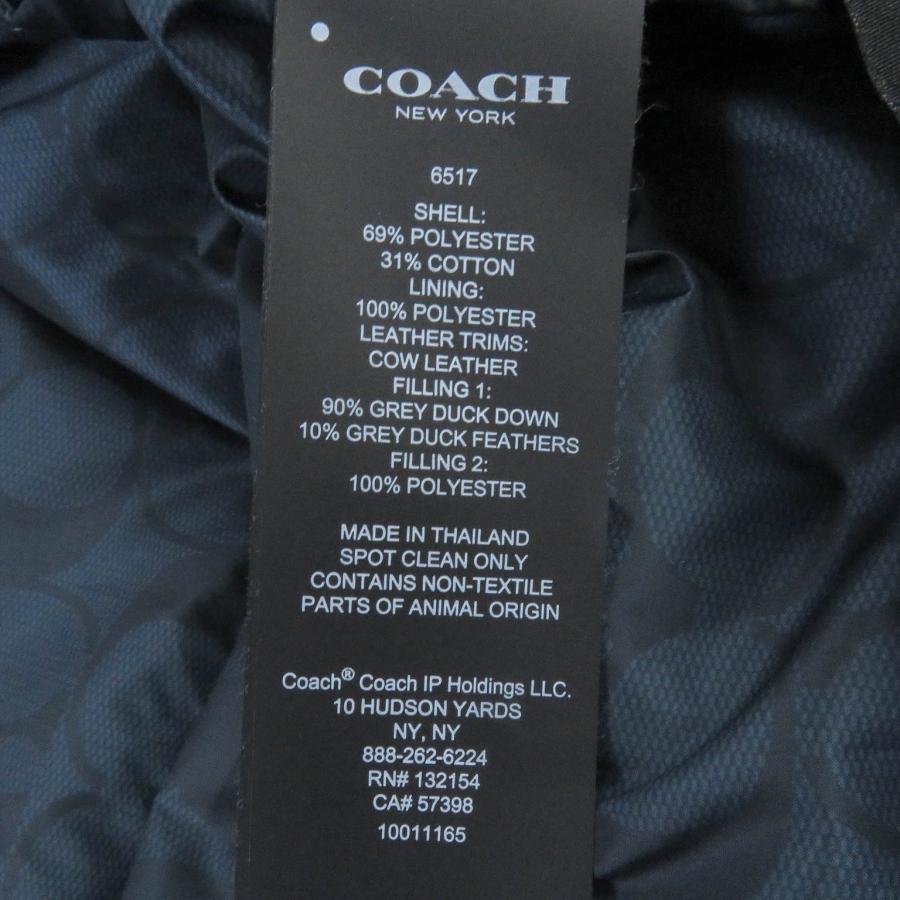 COACH
NEW YORK
6517
SHELL:
69% POLYESTER
31% COTTON
LINING:
100% POLYESTER
LEATHER TRIMS:
COW LEATHER
FILLING 1:
90% GREY DUCK DOWN
10% GREY DUCK FEATHERS
FILLING 2:
100% POLYESTER
MADE IN THAILAND
SPOT CLEAN ONLY
CONTAINS NON-TEXTILE
PARTS OF ANIMAL ORIGIN
Coach® Coach IP Holdings LLC.
10 HUDSON YARDS
NY, NY
888-262-6224
RN# 132154
CA# 57398
10011165